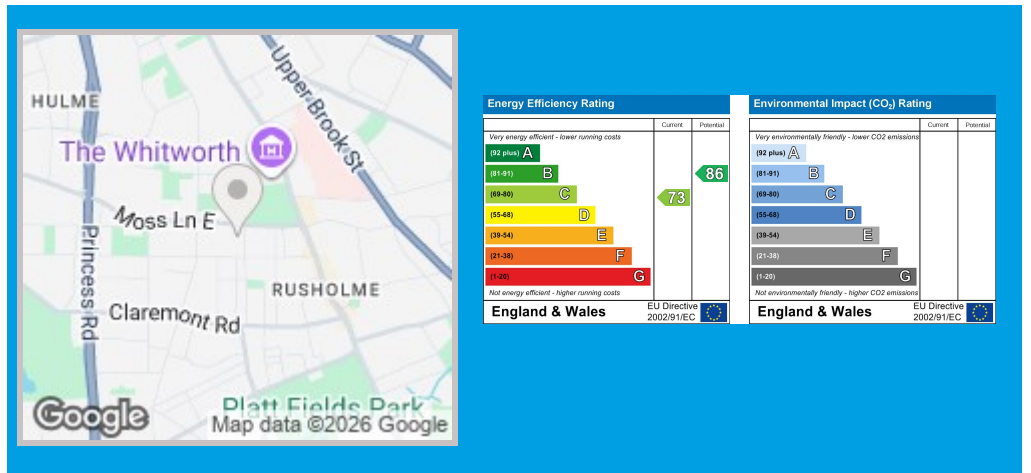 HULME
Upper Brook St
The Whitworth
Moss Ln E
Princess Rd
RUSHOLME
Claremont Rd
Platt Fields Park
Google
Map data ©2026 Google
Energy Efficiency Rating
Current Potential
Very energy efficient - lower running costs
(92 plus) A
(81-91) B
86
(69-80) C
73
(55-68) D
(39-54) E
(21-38) F
(1-20) G
Not energy efficient - higher running costs
England & Wales
EU Directive
2002/91/EC
Environmental Impact (CO₂) Rating
Current Potential
Very environmentally friendly - lower CO2 emissions
(92 plus) A
(81-91) B
(69-80) C
(55-68) D
(39-54) E
(21-38) F
(1-20) G
Not environmentally friendly - higher CO2 emissions
England & Wales
EU Directive
2002/91/EC